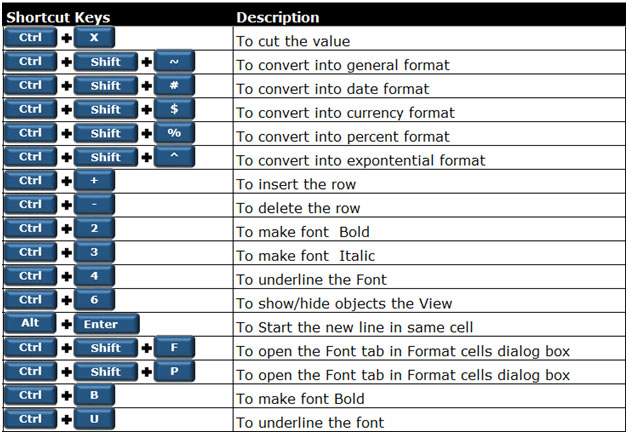 Shortcut Keys Description
Ctrl + X To cut the value
Ctrl + Shift + ~ To convert into general format
Ctrl + Shift + # To convert into date format
Ctrl + Shift + $ To convert into currency format
Ctrl + Shift + % To convert into percent format
Ctrl + Shift + ^ To convert into expontential format
Ctrl + + To insert the row
Ctrl + - To delete the row
Ctrl + 2 To make font  Bold
Ctrl + 3 To make font  Italic
Ctrl + 4 To underline the Font
Ctrl + 6 To show/hide objects the View
Alt + Enter To Start the new line in same cell
Ctrl + Shift + F To open the Font tab in Format cells dialog box
Ctrl + Shift + P To open the Font tab in Format cells dialog box
Ctrl + B To make font Bold
Ctrl + U To underline the font